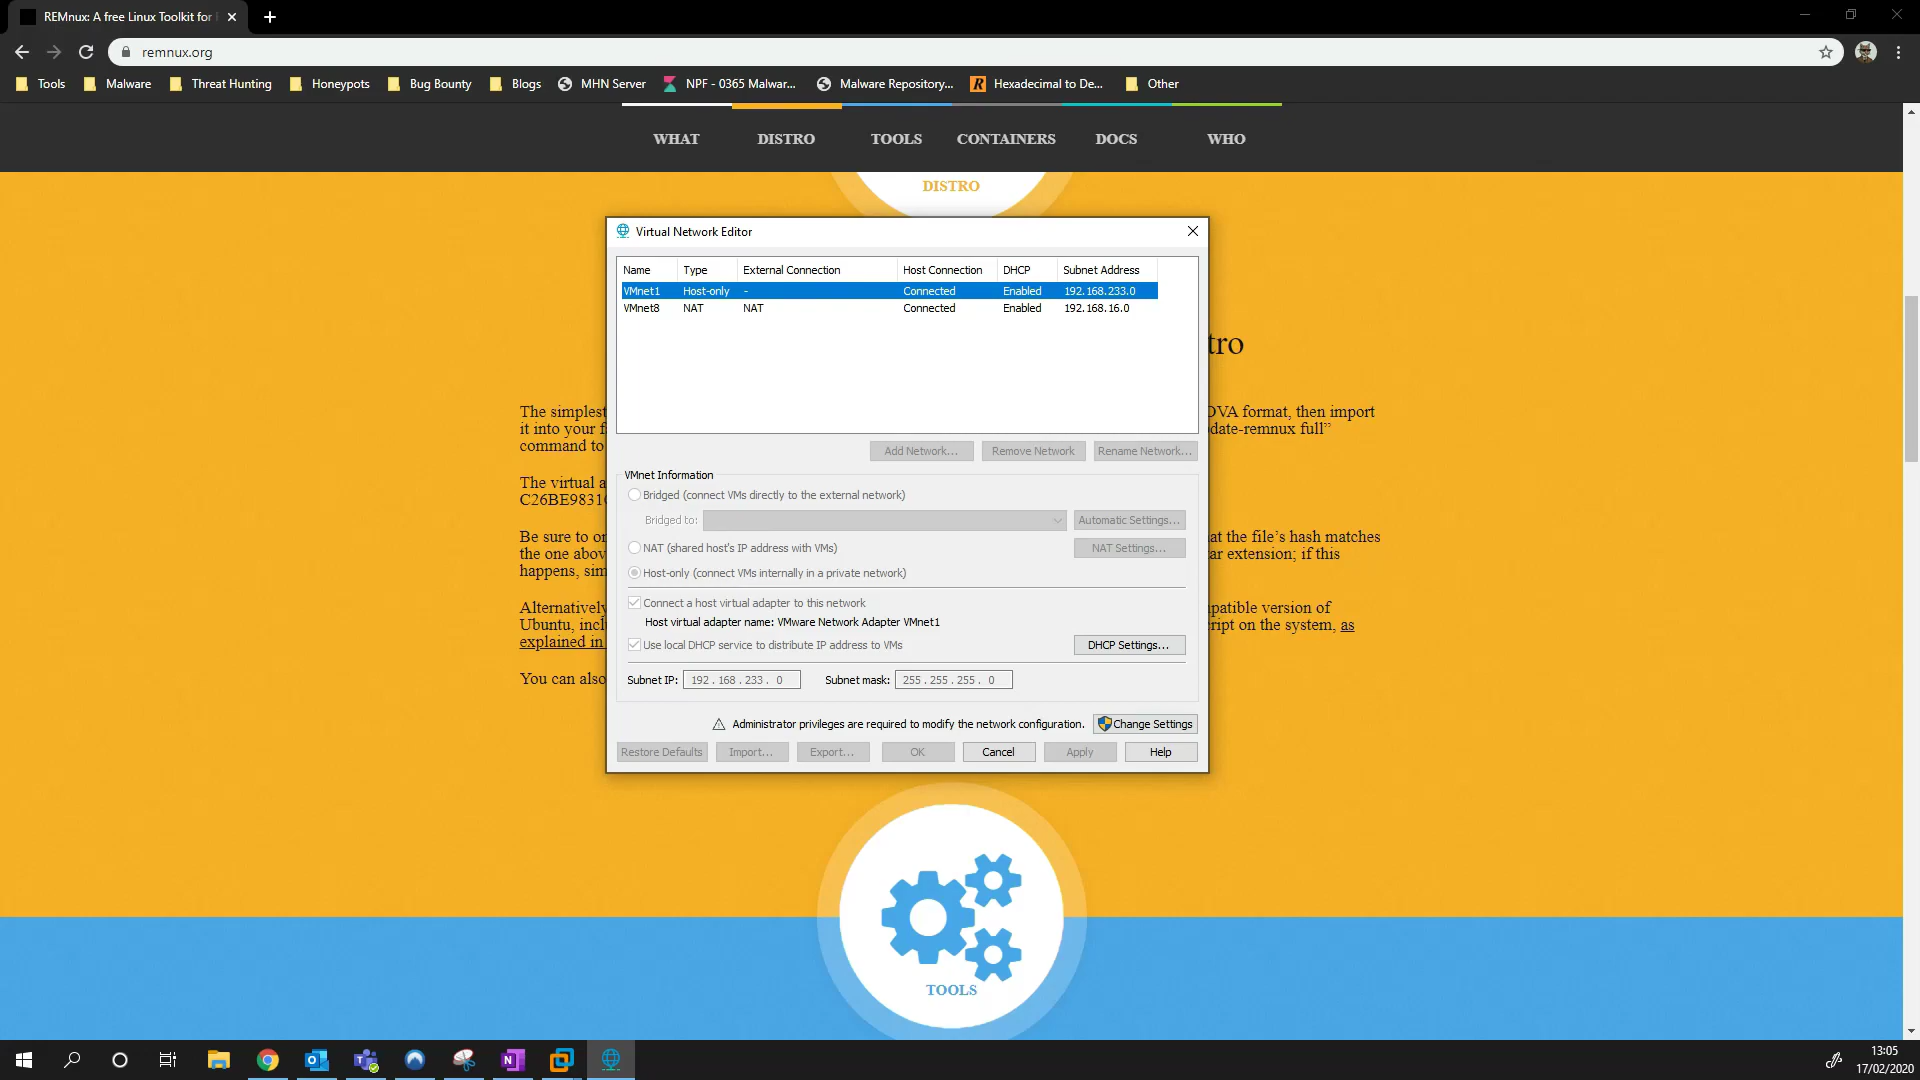 REMnux: A free Linux Toolkit for
remnux.org
Tools Malware Threat Hunting Honeypots Bug Bounty Blogs MHN Server NPF - 0365 Malwar... Malware Repository,... Hexadecimal to De... Other
WHAT DISTRO TOOLS CONTAINERS DOCS WHO
DISTRO
Virtual Network Editor
Name Type External Connection Host Connection DHCP Subnet Address
VMnet1 Host-only - Connected Enabled 192.168.233.0
VMnet8 NAT NAT Connected Enabled 192.168.16.0
tro
Add Network... Remove Network Rename Network...
VMnet Information
Bridged (connect VMs directly to the external network)
Bridged to: Automatic Settings...
NAT (shared host's IP address with VMs) NAT Settings...
Host-only (connect VMs internally in a private network)
Connect a host virtual adapter to this network
Host virtual adapter name: VMware Network Adapter VMnet1
Use local DHCP service to distribute IP address to VMs DHCP Settings...
Subnet IP: 192 . 168 . 233 . 0 Subnet mask: 255 . 255 . 255 . 0
Administrator privileges are required to modify the network configuration. Change Settings
Restore Defaults Import... Export... OK Cancel Apply Help
The simplest OVA format, then import
it into your f date-remnux full”
command to
The virtual a
C26BE9831
Be sure to or at the file’s hash matches
the one abov ar extension; if this
happens, sim
Alternatively patible version of
Ubuntu, incl ript on the system, as
explained in
You can also
TOOLS
13:05
17/02/2020